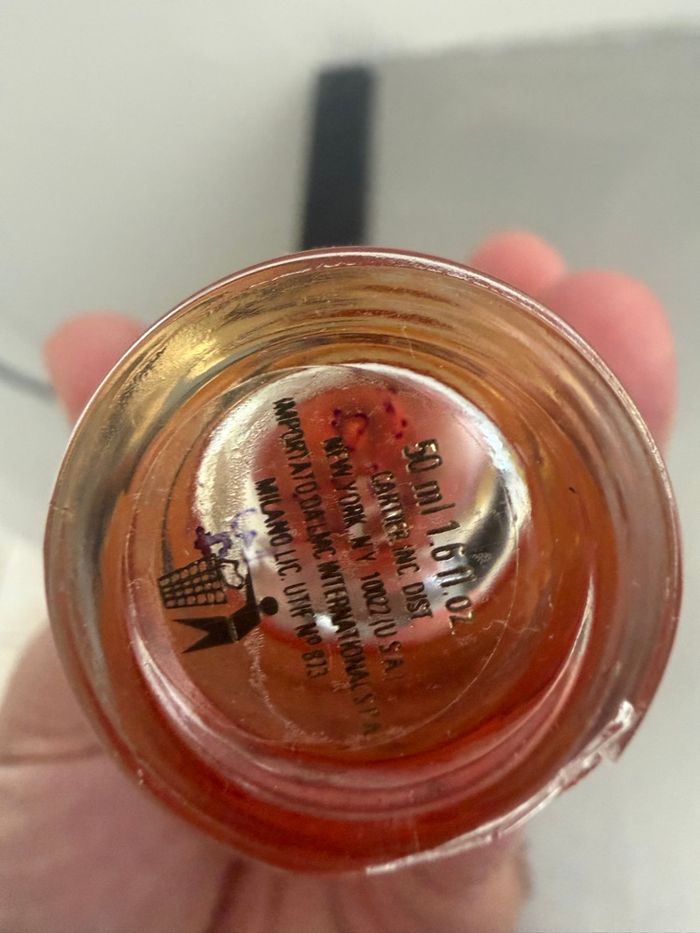 50 ml 1.6 fl. oz
CARTIER, INC. DIST.
NEW YORK, N.Y. 10022 (U.S.A.)
IMPORTATO DA LMC INTERNATIONAL S.P.A.
MILANO LIC. UTIF Nº 873